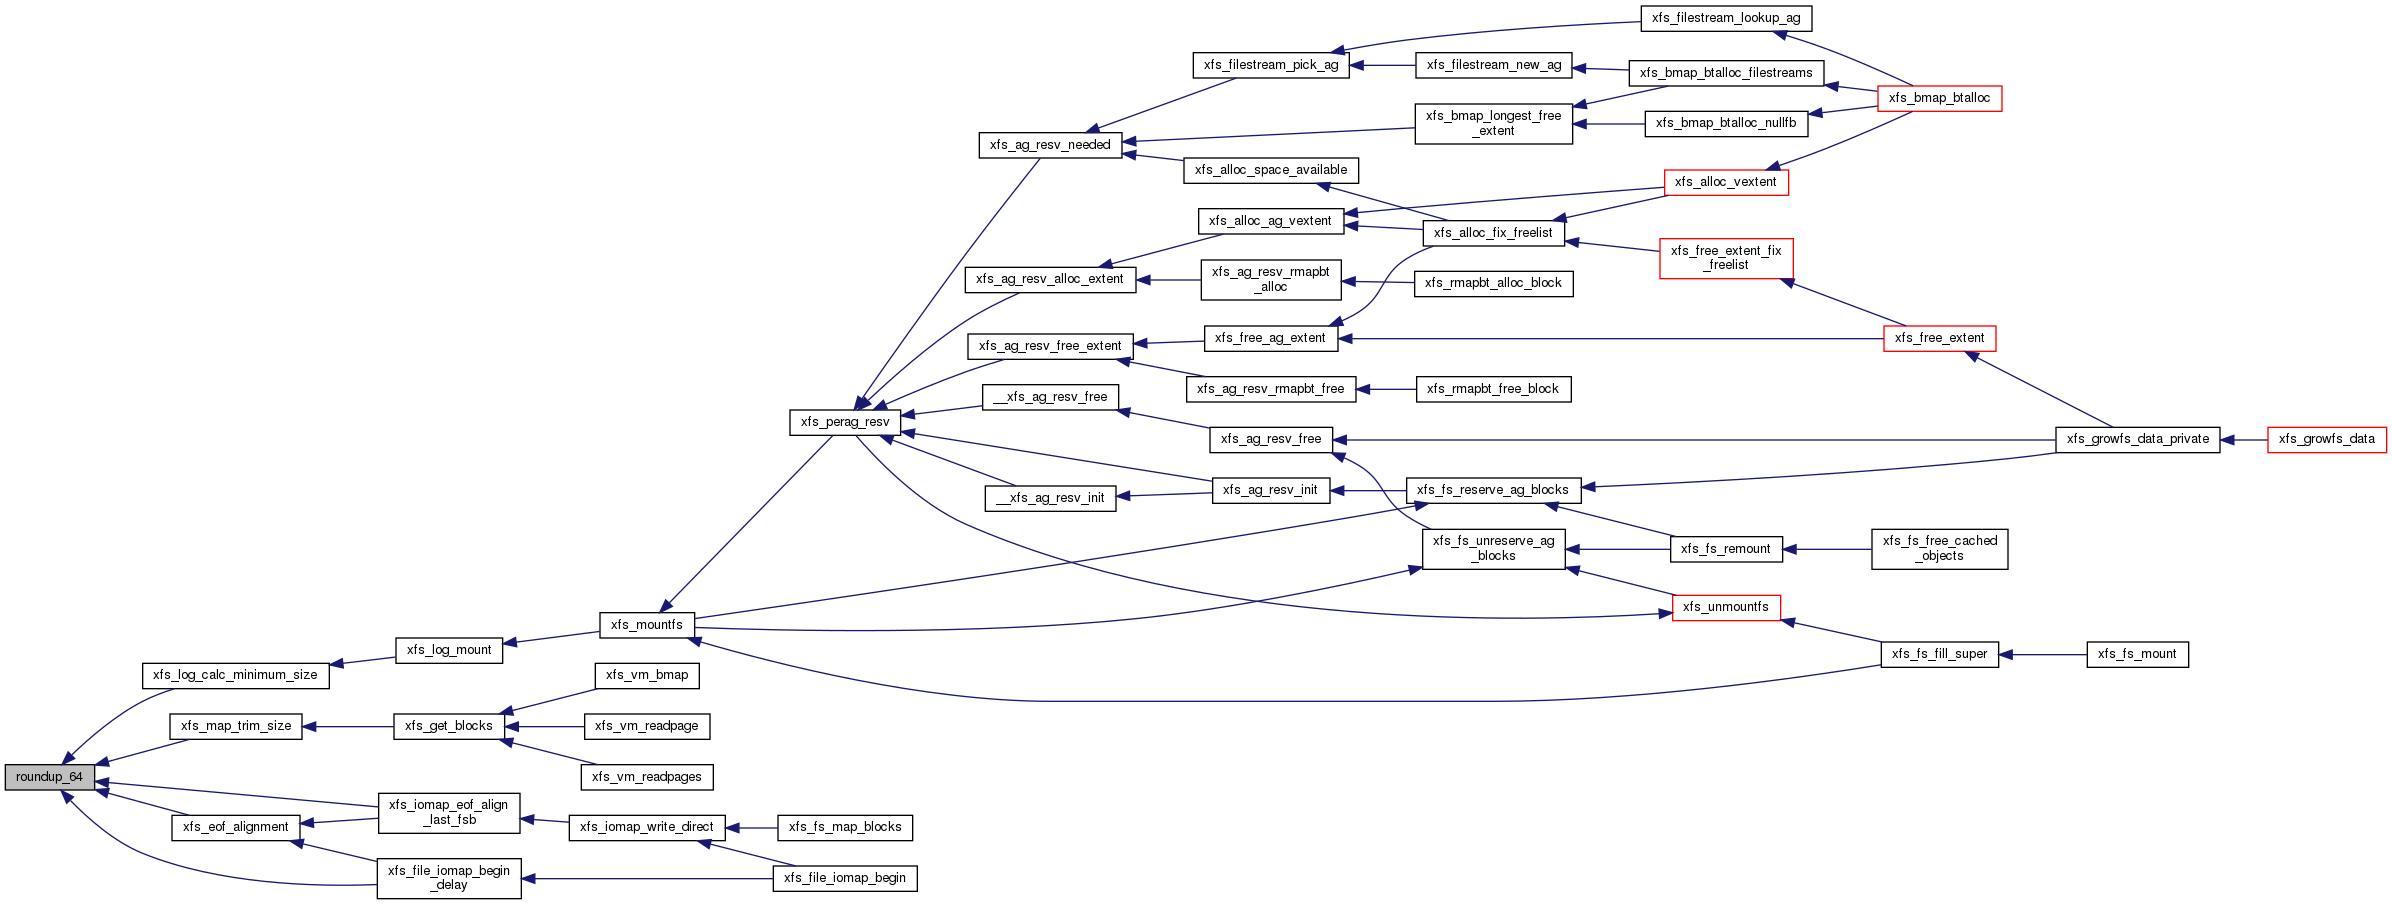 xfs_filestream_lookup_ag
xfs_filestream_pick_ag
xfs_filestream_new_ag
xfs_bmap_btalloc_filestreams
xfs_bmap_btalloc
xfs_bmap_longest_free
_extent
xfs_bmap_btalloc_nullfb
xfs_ag_resv_needed
xfs_alloc_space_available
xfs_alloc_vextent
xfs_alloc_ag_vextent
xfs_alloc_fix_freelist
xfs_free_extent_fix
_freelist
xfs_ag_resv_alloc_extent
xfs_ag_resv_rmapbt
_alloc
xfs_rmapbt_alloc_block
xfs_ag_resv_free_extent
xfs_free_ag_extent
xfs_free_extent
xfs_ag_resv_rmapbt_free
xfs_rmapbt_free_block
__xfs_ag_resv_free
xfs_perag_resv
xfs_ag_resv_free
xfs_growfs_data_private
xfs_growfs_data
__xfs_ag_resv_init
xfs_ag_resv_init
xfs_fs_reserve_ag_blocks
xfs_fs_unreserve_ag
_blocks
xfs_fs_remount
xfs_fs_free_cached
_objects
xfs_unmountfs
xfs_mountfs
xfs_log_mount
xfs_fs_fill_super
xfs_fs_mount
xfs_log_calc_minimum_size
xfs_vm_bmap
xfs_map_trim_size
xfs_get_blocks
xfs_vm_readpage
roundup_64
xfs_vm_readpages
xfs_iomap_eof_align
_last_fsb
xfs_eof_alignment
xfs_iomap_write_direct
xfs_fs_map_blocks
xfs_file_iomap_begin
_delay
xfs_file_iomap_begin